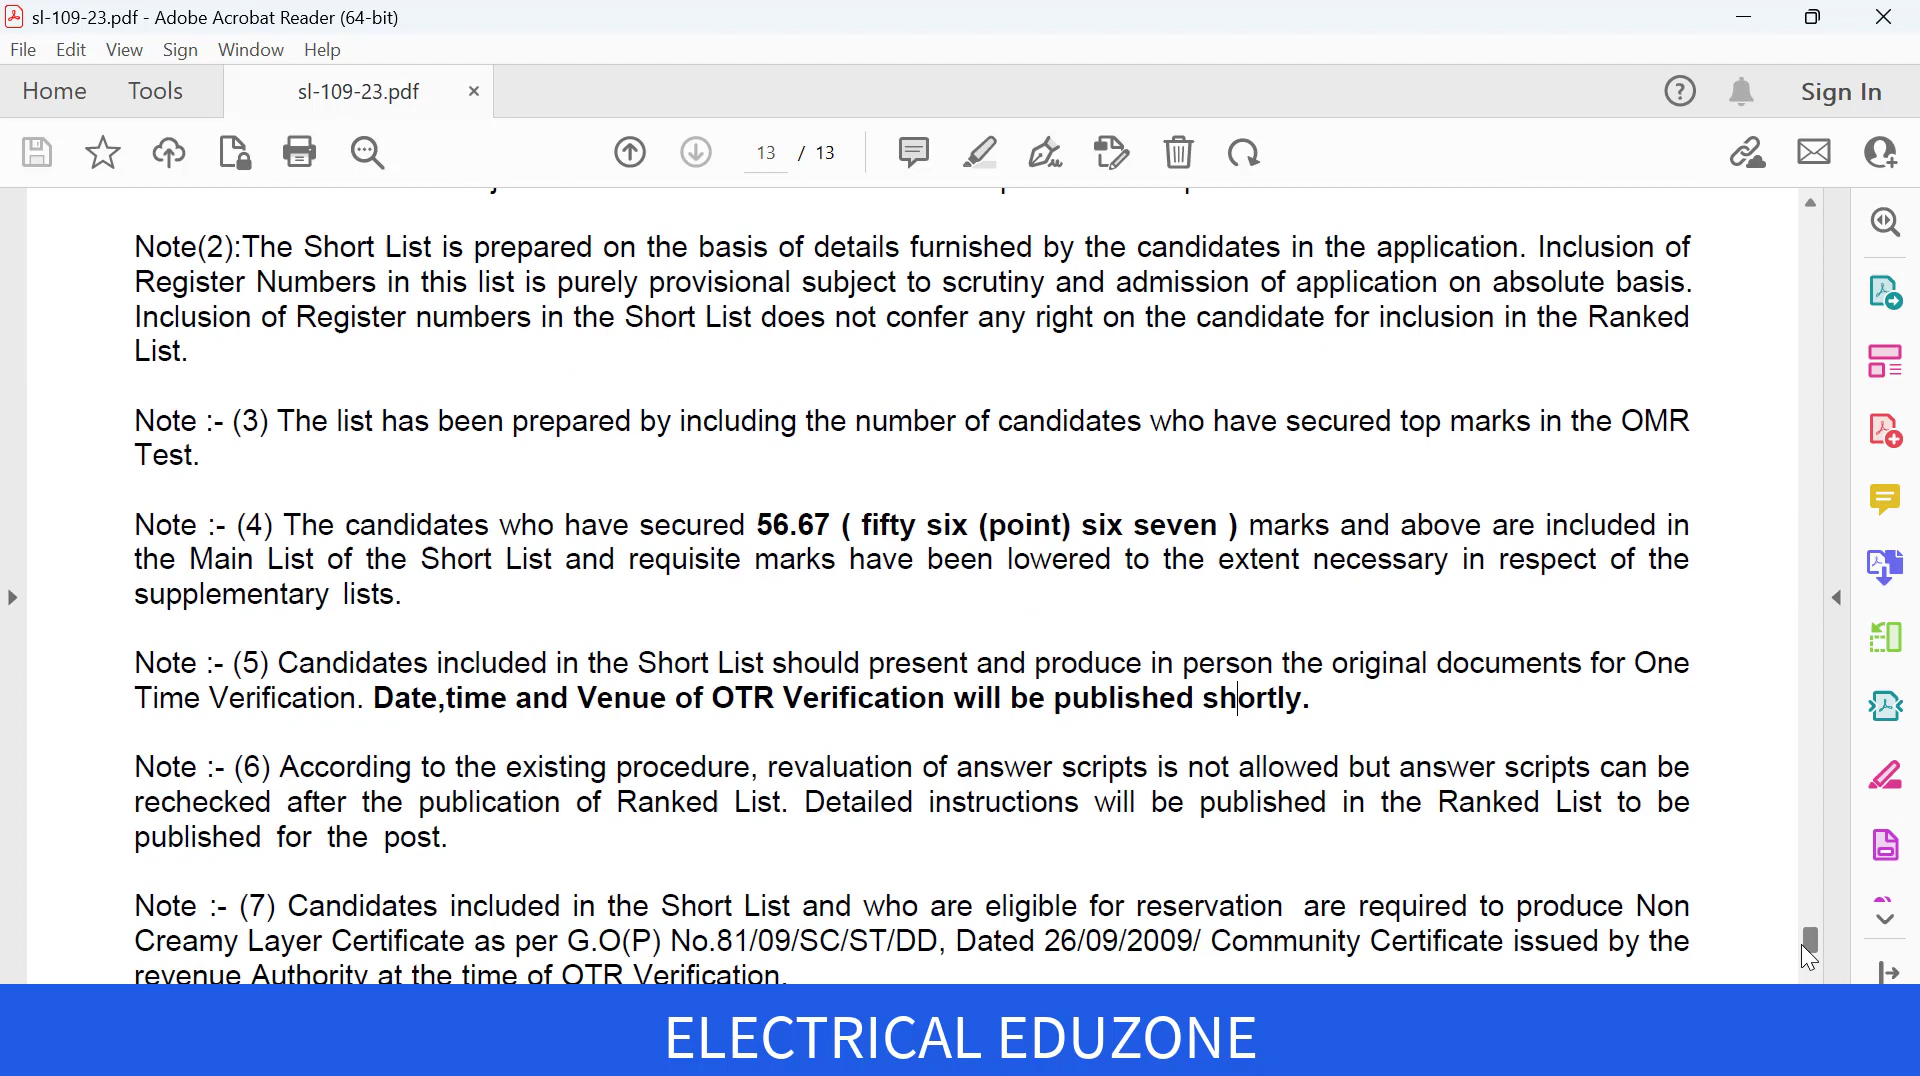 sl-109-23.pdf - Adobe Acrobat Reader (64-bit)
File Edit View Sign Window Help
Home Tools sl-109-23.pdf × Sign In
13 / 13
Note(2):The Short List is prepared on the basis of details furnished by the candidates in the application. Inclusion of
Register Numbers in this list is purely provisional subject to scrutiny and admission of application on absolute basis.
Inclusion of Register numbers in the Short List does not confer any right on the candidate for inclusion in the Ranked
List.
Note :- (3) The list has been prepared by including the number of candidates who have secured top marks in the OMR
Test.
Note :- (4) The candidates who have secured 56.67 ( fifty six (point) six seven ) marks and above are included in
the Main List of the Short List and requisite marks have been lowered to the extent necessary in respect of the
supplementary lists.
Note :- (5) Candidates included in the Short List should present and produce in person the original documents for One
Time Verification. Date,time and Venue of OTR Verification will be published shortly.
Note :- (6) According to the existing procedure, revaluation of answer scripts is not allowed but answer scripts can be
rechecked after the publication of Ranked List. Detailed instructions will be published in the Ranked List to be
published for the post.
Note :- (7) Candidates included in the Short List and who are eligible for reservation are required to produce Non
Creamy Layer Certificate as per G.O(P) No.81/09/SC/ST/DD, Dated 26/09/2009/ Community Certificate issued by the
revenue Authority at the time of OTR Verification.
ELECTRICAL EDUZONE